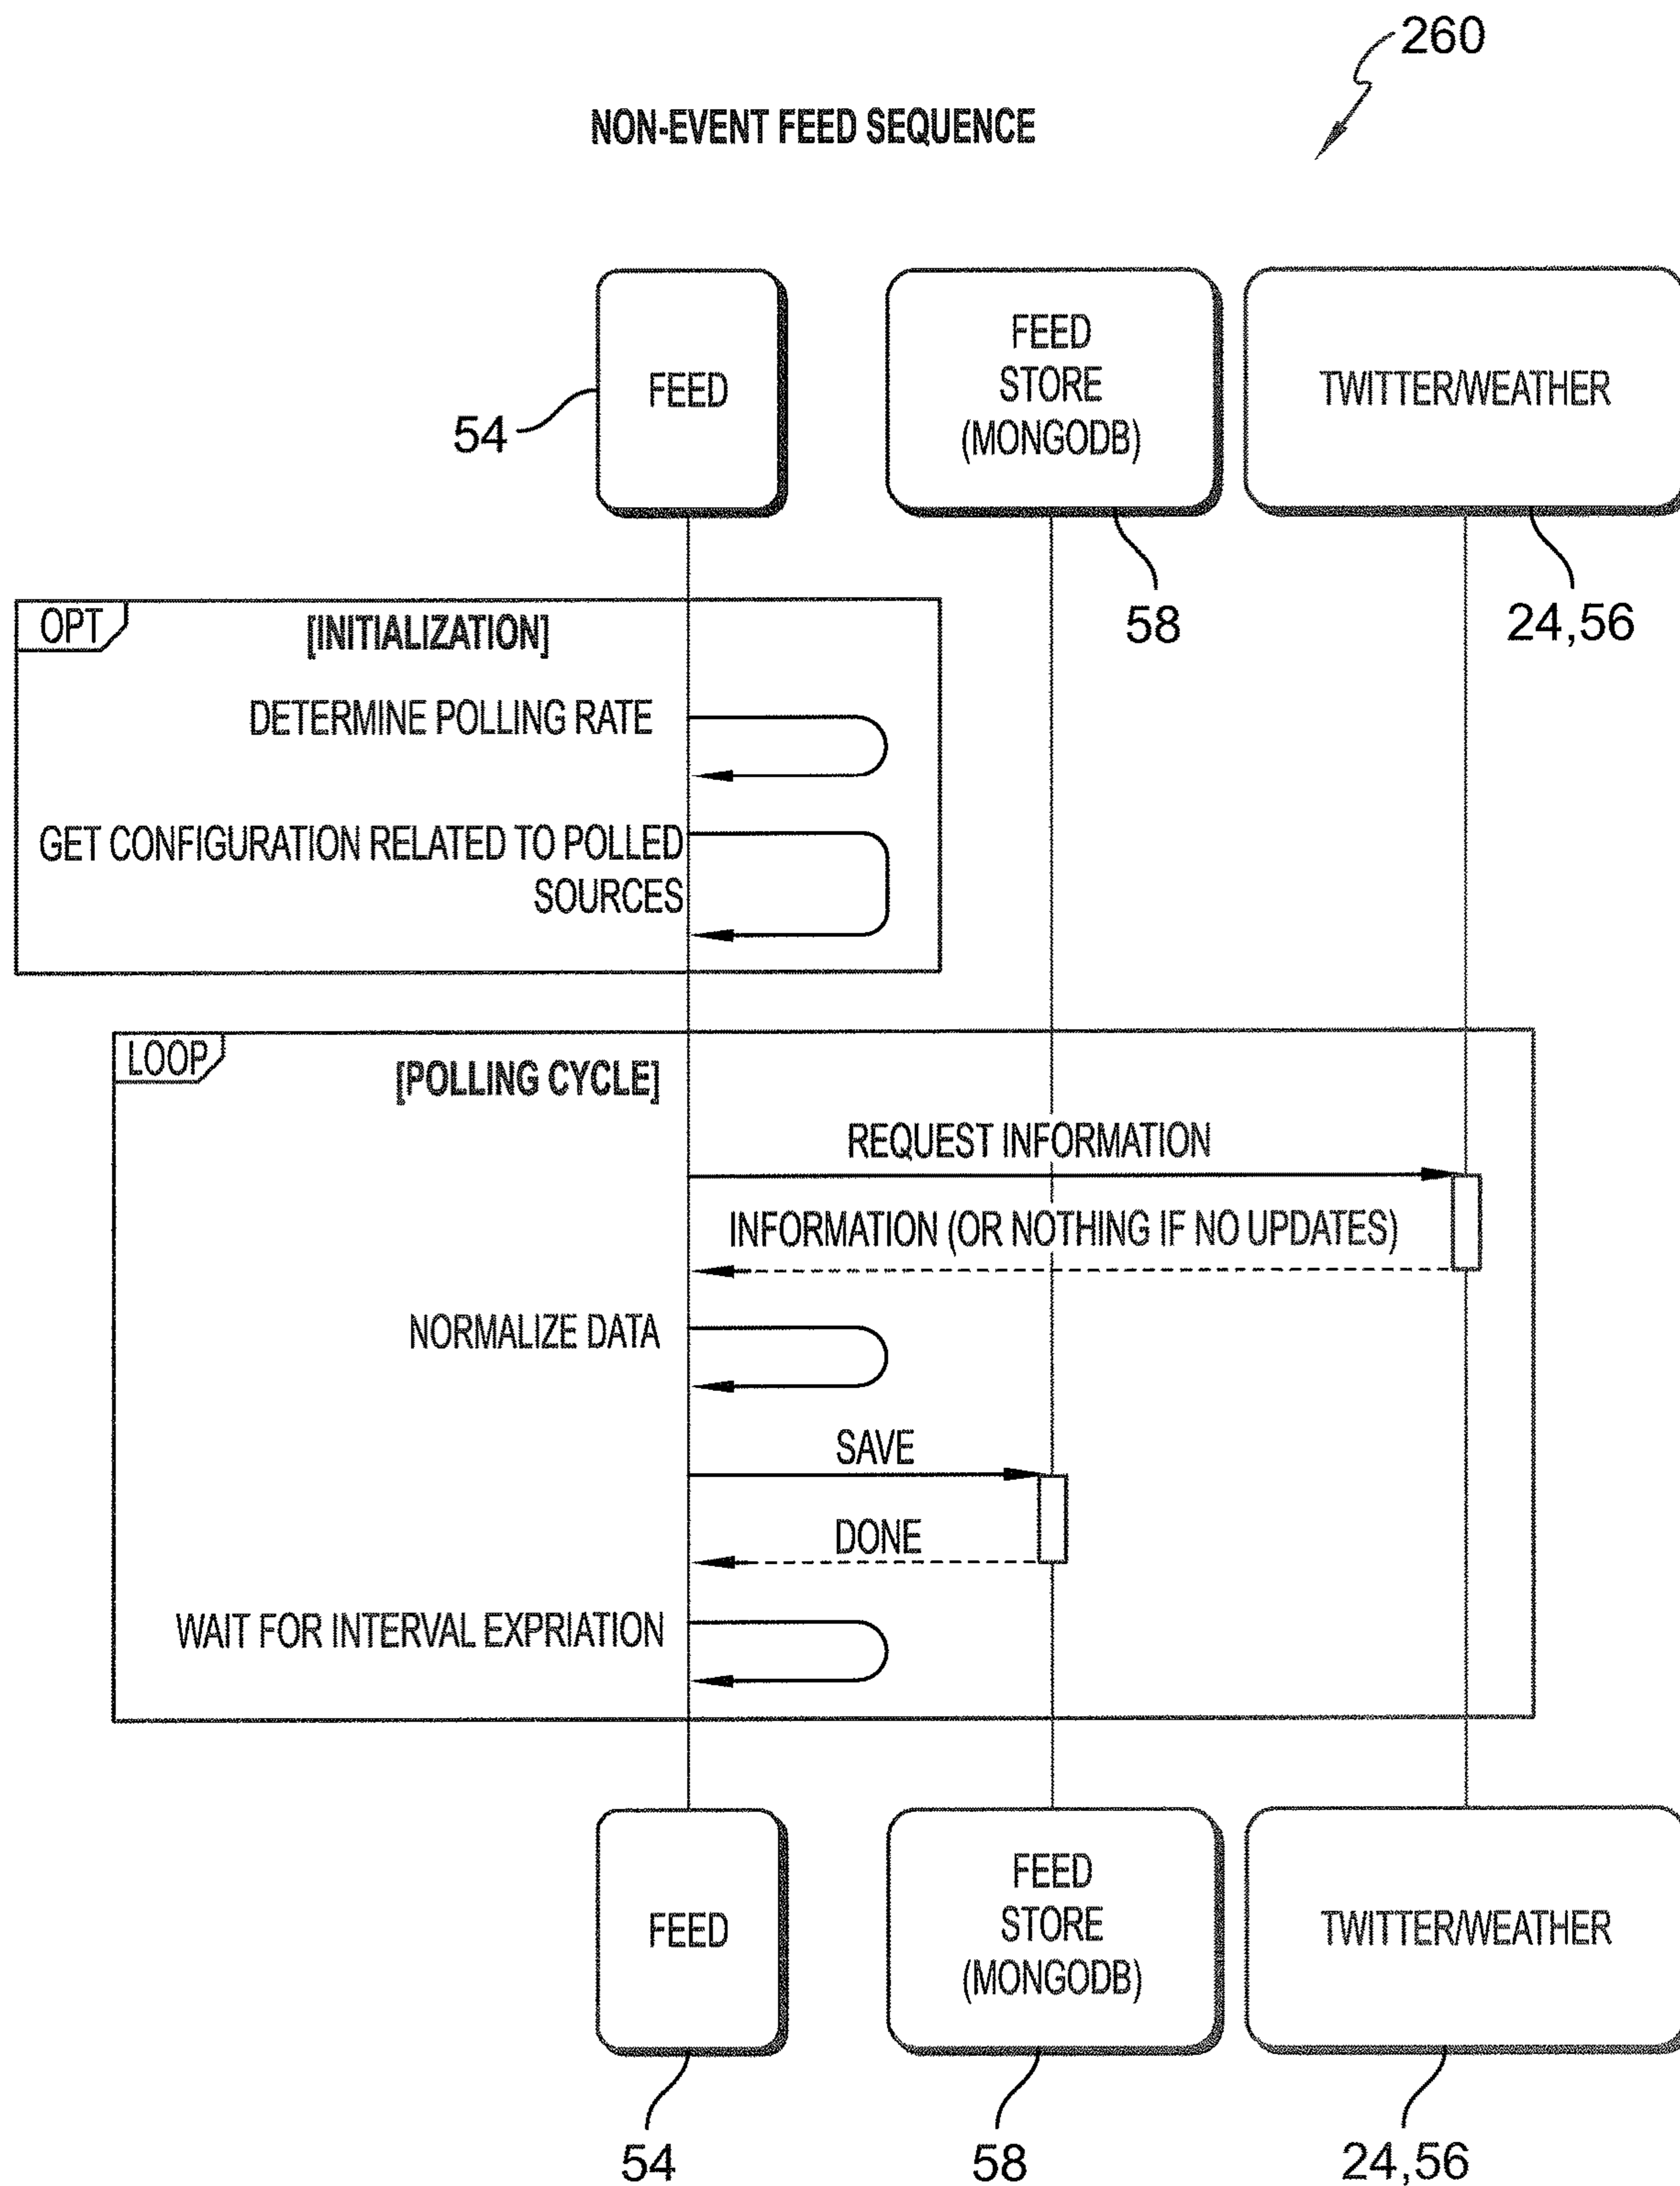 260
NON-EVENT FEED SEQUENCE
FEED
FEED
STORE
(MONGODB)
TWITTER/WEATHER
54
58
24,56
OPT
[INITIALIZATION]
DETERMINE POLLING RATE
GET CONFIGURATION RELATED TO POLLED
SOURCES
LOOP
[POLLING CYCLE]
REQUEST INFORMATION
INFORMATION (OR NOTHING IF NO UPDATES)
NORMALIZE DATA
SAVE
DONE
WAIT FOR INTERVAL EXPRIATION
FEED
FEED
STORE
(MONGODB)
TWITTER/WEATHER
54
58
24,56